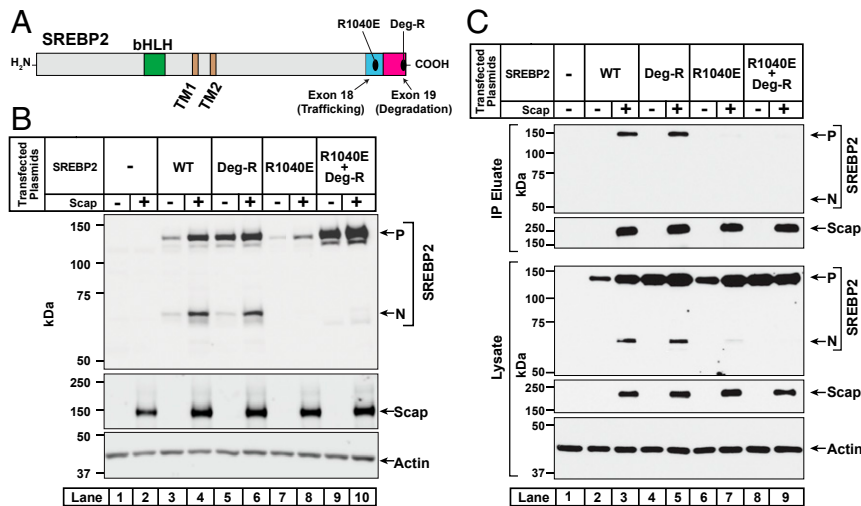 A
SREBP2
bHLH
R1040E
Deg-R
H2N
COOH
TM1
TM2
Exon 18
(Trafficking)
Exon 19
(Degradation)
B
Transfected
Plasmids
SREBP2
- WT Deg-R R1040E R1040E
+
Deg-R
Scap - + - + - + - + - +
150
100
75
50
kDa
P
N
SREBP2
250
150
Scap
50
37
Actin
Lane 1 2 3 4 5 6 7 8 9 10
C
Transfected
Plasmids
SREBP2
- WT Deg-R R1040E R1040E
+
Deg-R
Scap - - + - + - + - +
IP Eluate
kDa
150
100
75
50
P
N
SREBP2
250
150
Scap
Lysate
kDa
150
100
75
50
P
N
SREBP2
250
150
Scap
50
37
Actin
Lane 1 2 3 4 5 6 7 8 9